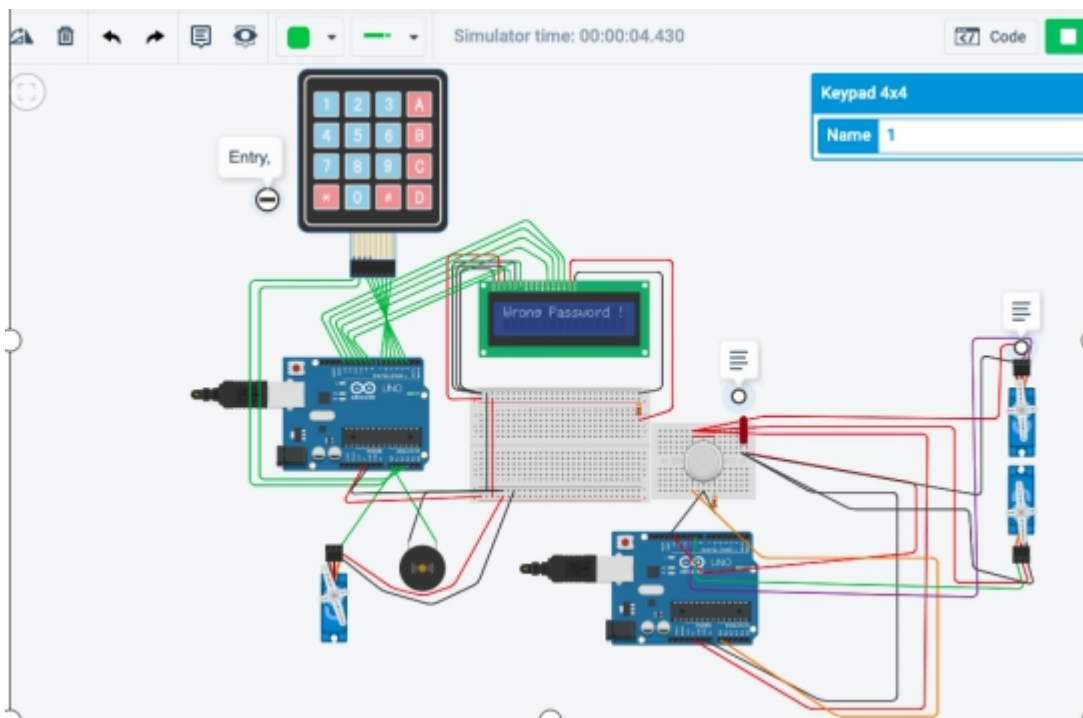 Simulator time: 00:00:04.430
Code
Keypad 4x4
Name 1
1 2 3 A
4 5 6 B
7 8 9 C
* 0 # D
Entry,
Wrong Password !
UNO
UNO